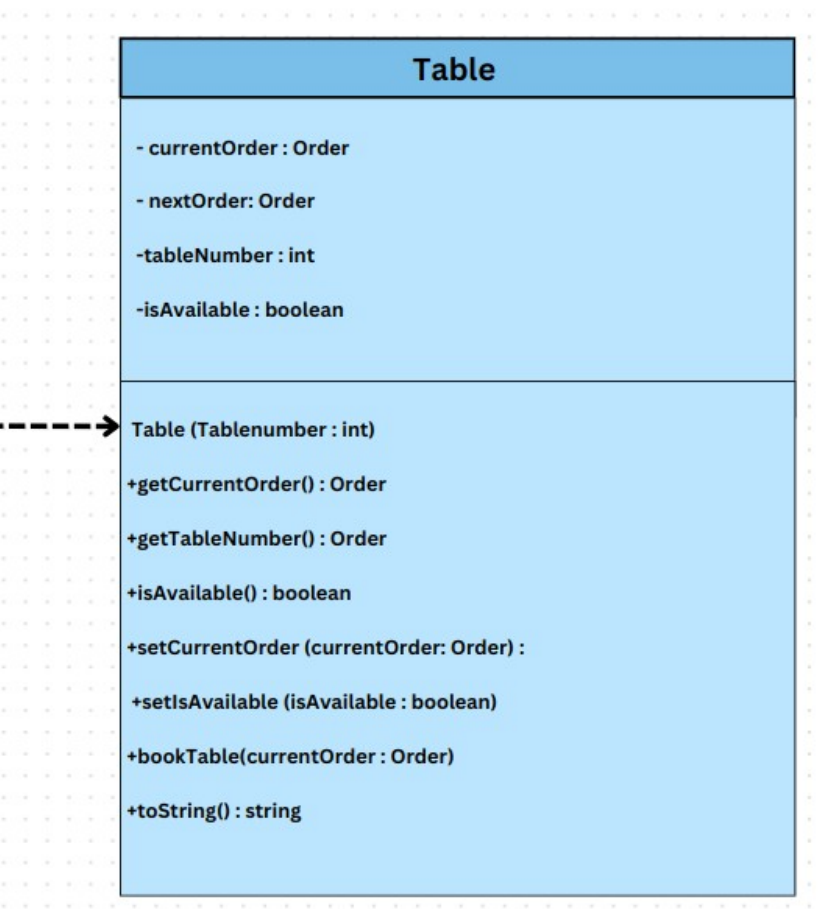 Table
- currentOrder : Order
- nextOrder: Order
-tableNumber : int
-isAvailable : boolean
Table (Tablenumber : int)
+getCurrentOrder() : Order
+getTableNumber() : Order
+isAvailable() : boolean
+setCurrentOrder (currentOrder: Order) :
+setIsAvailable (isAvailable : boolean)
+bookTable(currentOrder : Order)
+toString() : string